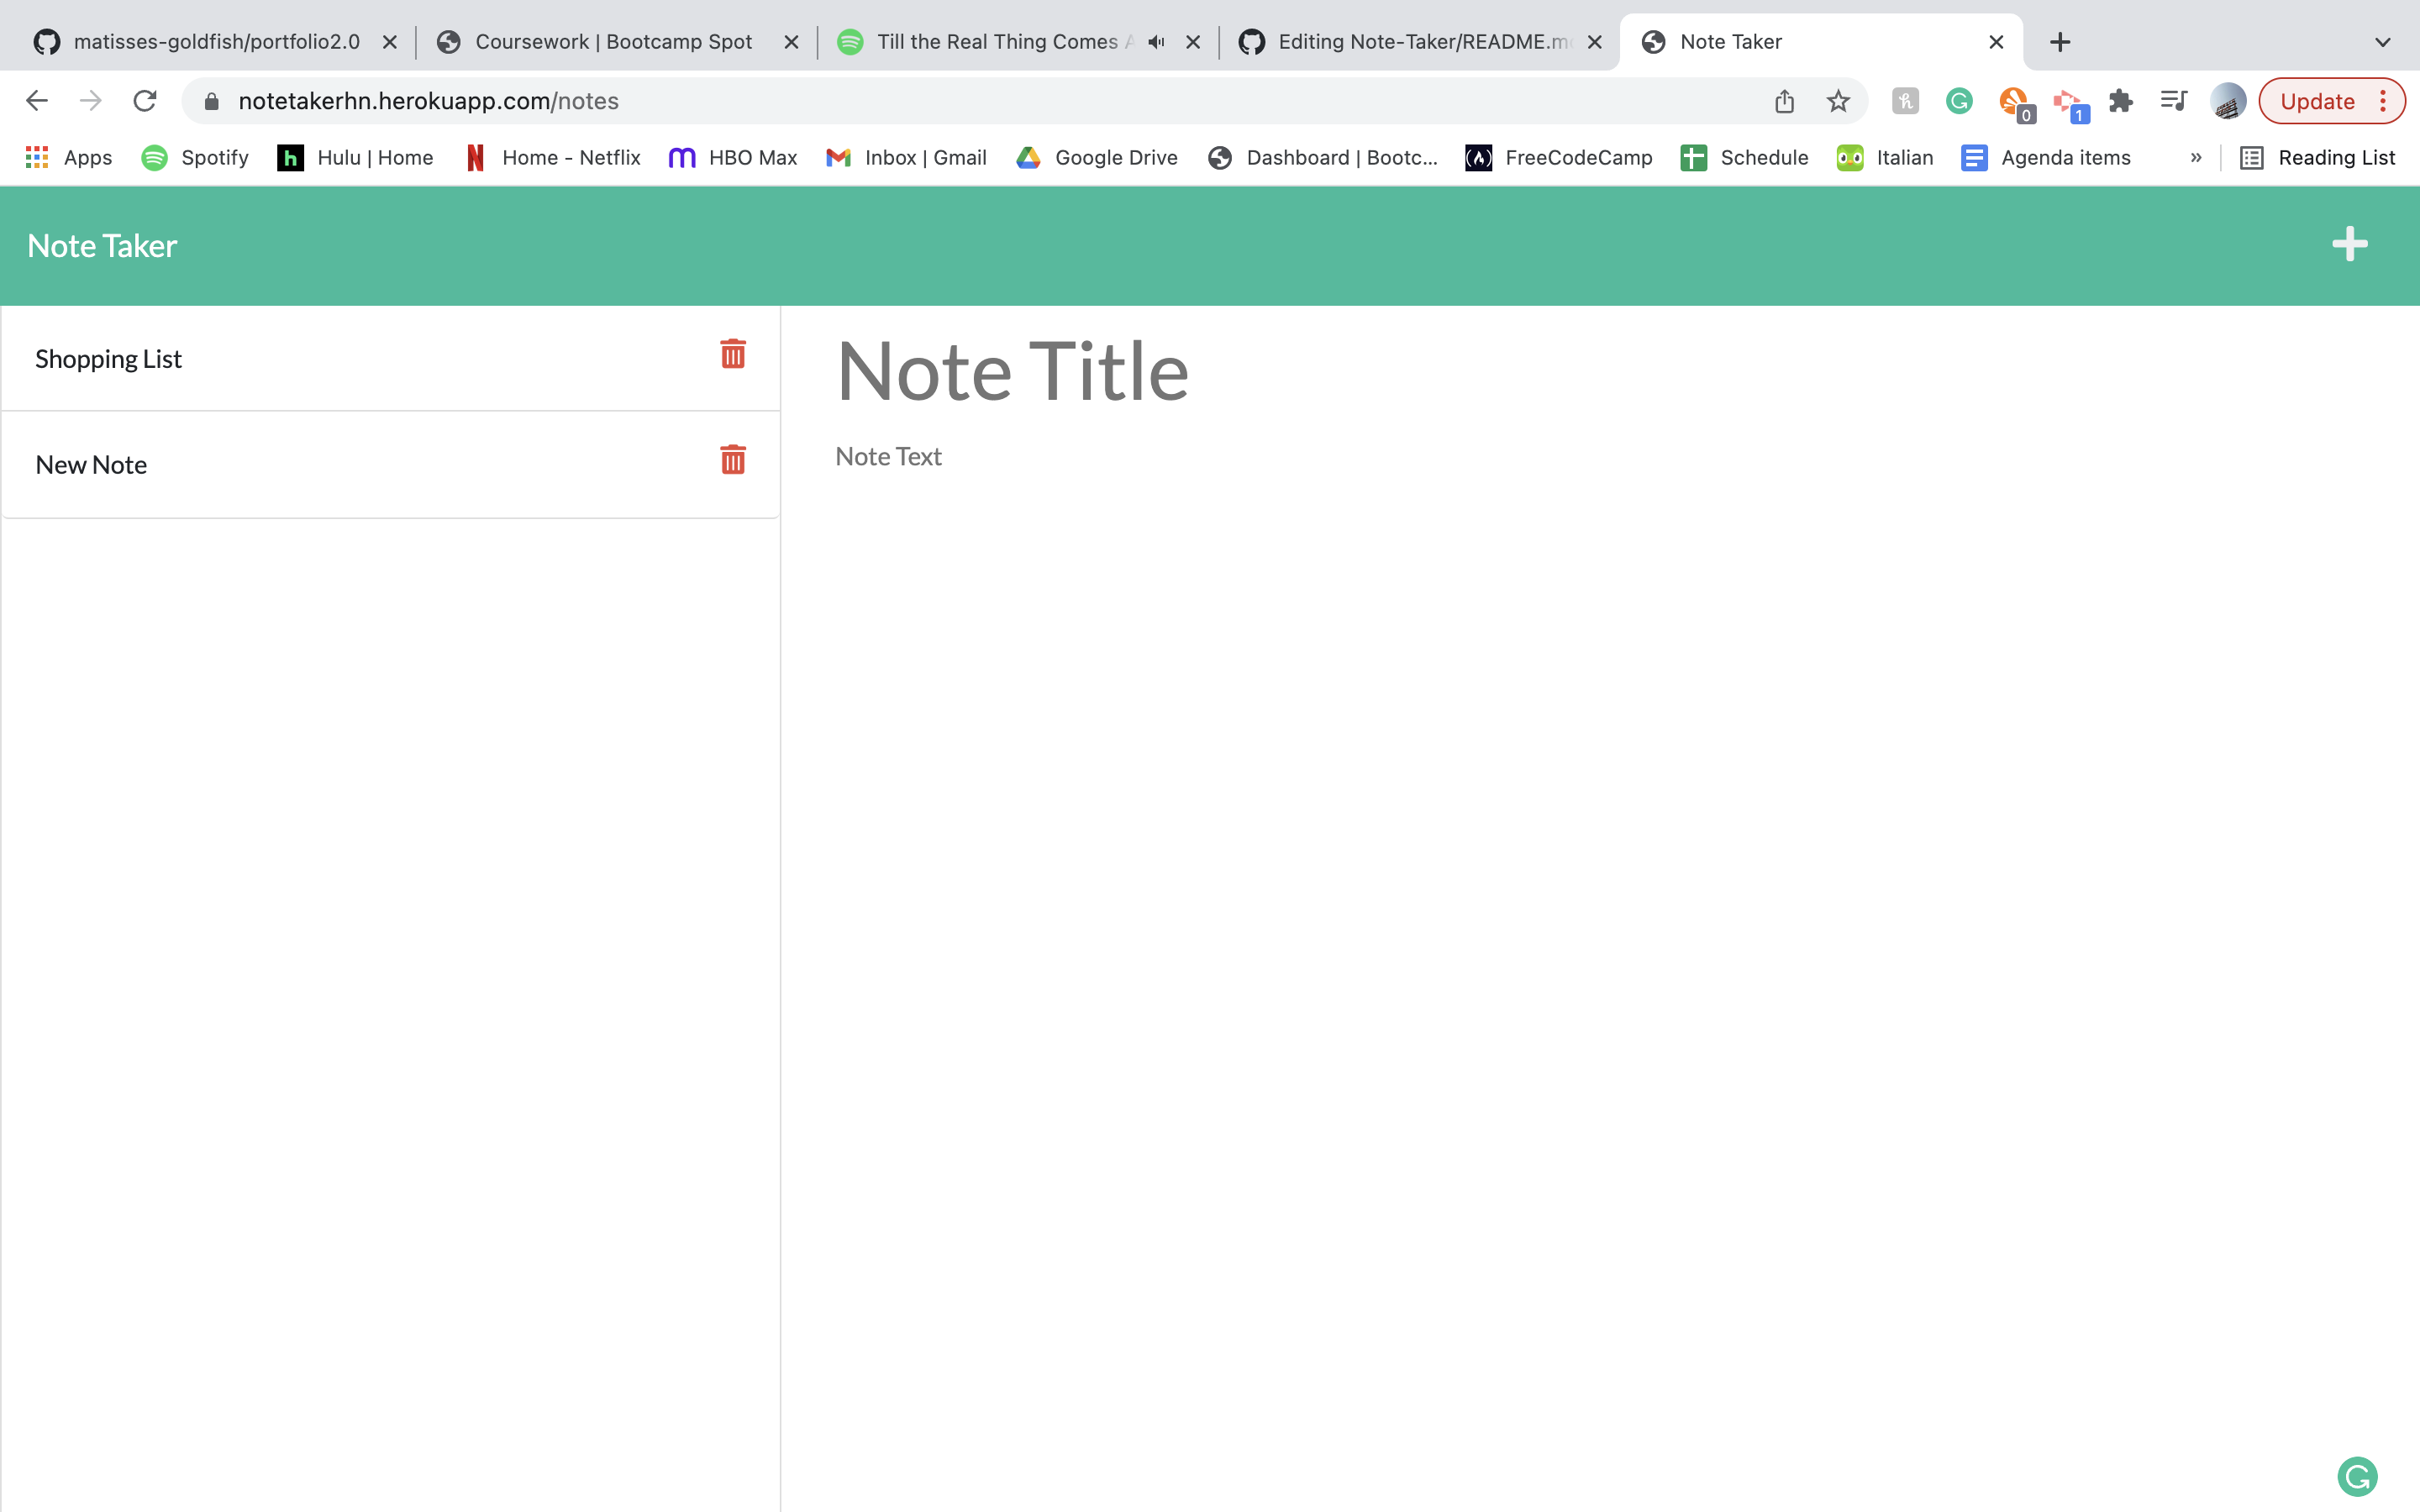 matisses-goldfish/portfolio2.0 Coursework | Bootcamp Spot Till the Real Thing Comes A Editing Note-Taker/README.m Note Taker
notetakerhn.herokuapp.com/notes 0 1 Update
Apps Spotify Hulu | Home Home - Netflix HBO Max Inbox | Gmail Google Drive Dashboard | Bootc... FreeCodeCamp Schedule Italian Agenda items » Reading List
Note Taker
Shopping List
New Note
Note Title
Note Text